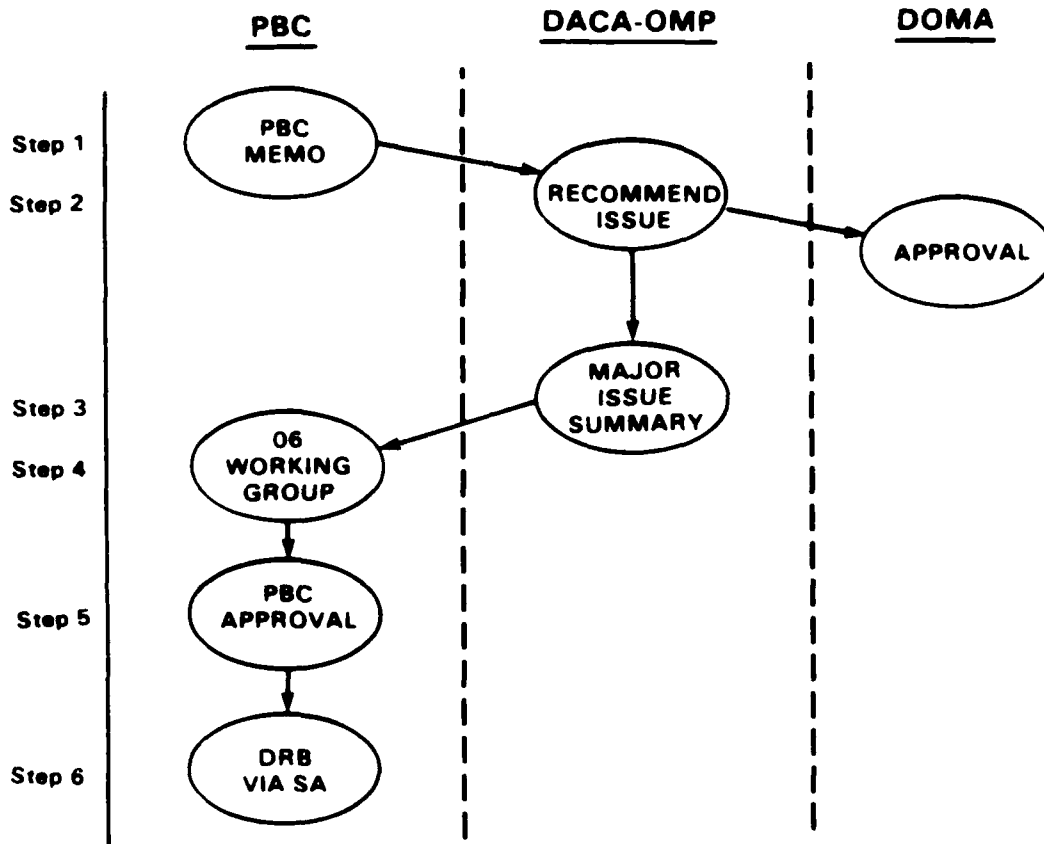 PBC DACA-OMP DOMA
Step 1
PBC
MEMO
Step 2
RECOMMEND
ISSUE
APPROVAL
Step 3
MAJOR
ISSUE
SUMMARY
Step 4
06
WORKING
GROUP
Step 5
PBC
APPROVAL
Step 6
DRB
VIA SA